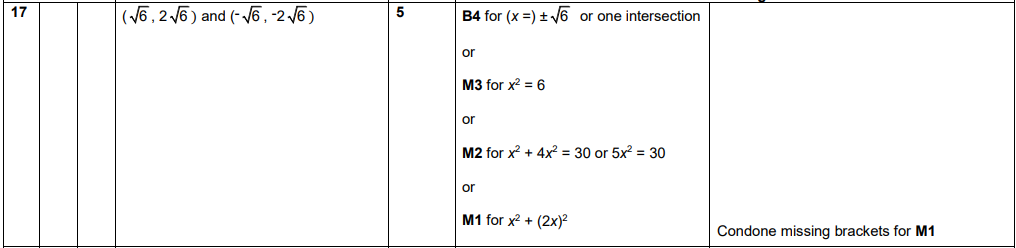 17
(√6 , 2√6 ) and (-√6 , -2√6 )
5
B4 for (x =) ± √6 or one intersection
or
M3 for x² = 6
or
M2 for x² + 4x² = 30 or 5x² = 30
or
M1 for x² + (2x)²
Condone missing brackets for M1